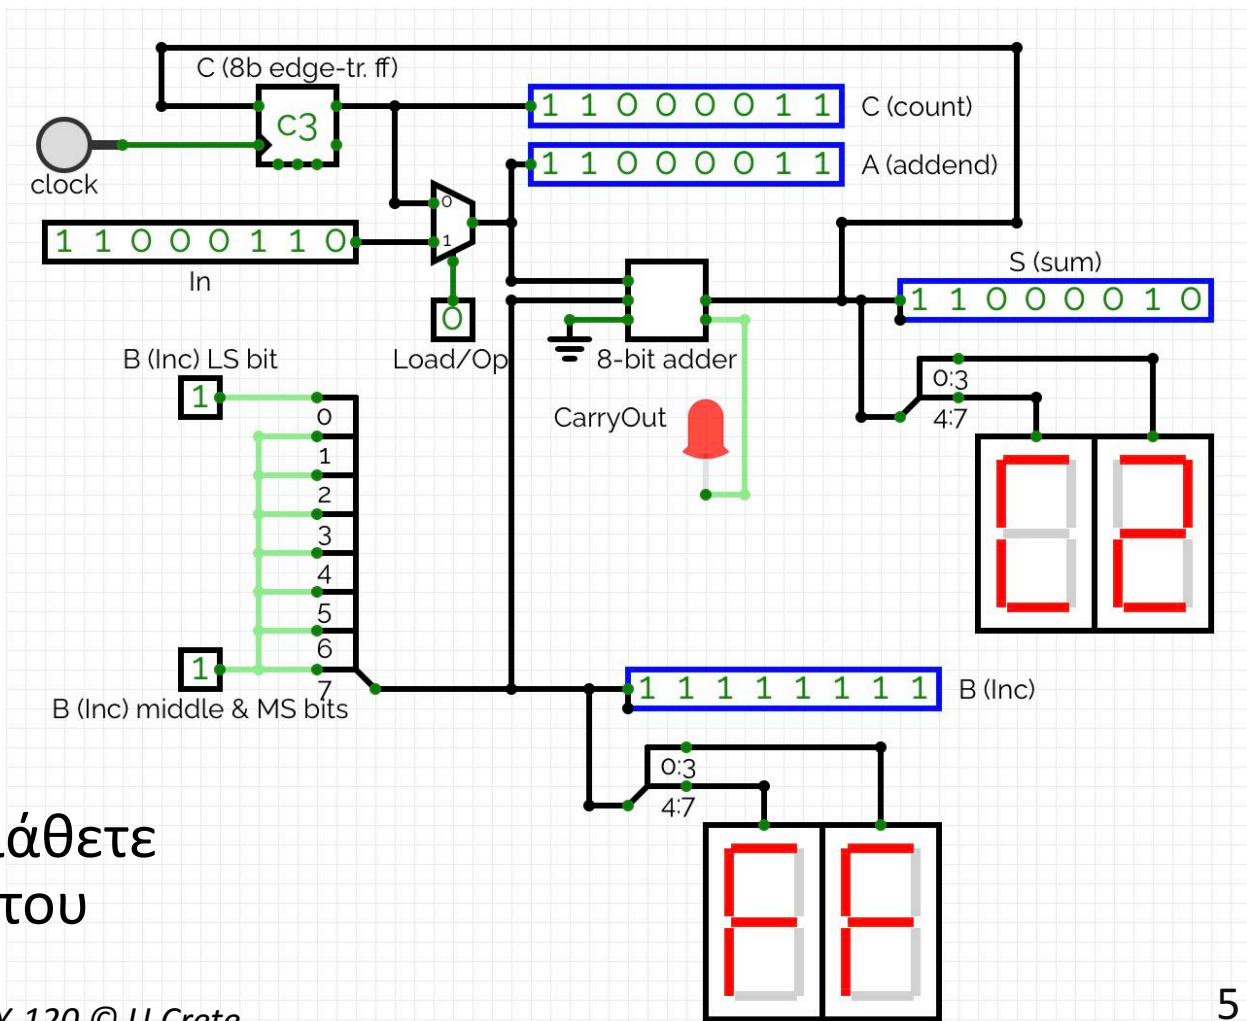 C (8b edge-tr. ff)
c3
1 1 0 0 0 0 1 1 C (count)
1 1 0 0 0 0 1 1 A (addend)
clock
0
1
1 1 0 0 0 1 1 0
In
0
Load/Op
S (sum)
1 1 0 0 0 0 1 0
8-bit adder
B (Inc) LS bit
1
0
1
2
3
4
5
6
7
CarryOut
0:3
4:7
C2
1
B (Inc) middle & MS bits
1 1 1 1 1 1 1 1 B (Inc)
0:3
4:7
FF
άθετε
του
120 © U.Crete
5